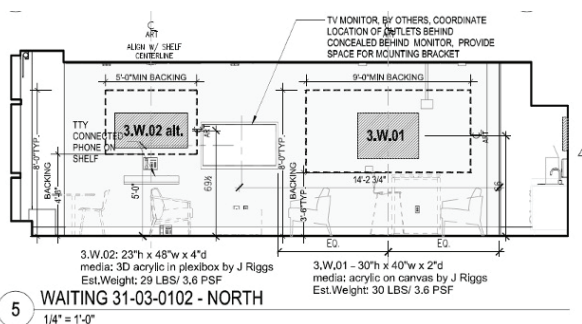 TV MONITOR, BY OTHERS, COORDINATE
LOCATION OF OUTLETS BEHIND
CONCEALED BEHIND MONITOR, PROVIDE
SPACE FOR MOUNTING BRACKET
ART
ALIGN W/ SHELF
CENTERLINE
5'-0"MIN BACKING
9'-0"MIN BACKING
3.W.02 alt.
3.W.01
TTY
CONNECTED
PHONE ON
SHELF
ART
ART
8'-0"TYP.
8'-0"TYP.
BACKING
BACKING
5'-0"
69½
3'-6"TYP.
14'-2 3/4"
EQ.
EQ.
3.W.02: 23"h x 48"w x 4"d
media: 3D acrylic in plexibox by J Riggs
Est.Weight: 29 LBS/ 3.6 PSF
3.W.01 - 30"h x 40"w x 2"d
media: acrylic on canvas by J Riggs
Est.Weight: 30 LBS/ 3.6 PSF
5
WAITING 31-03-0102 - NORTH
1/4" = 1'-0"